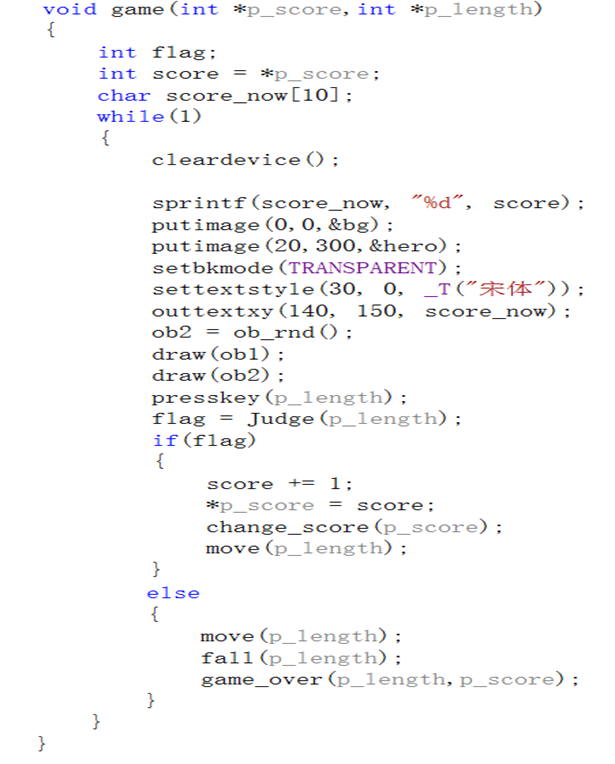 void game(int *p_score, int *p_length)
{
    int flag;
    int score = *p_score;
    char score_now[10];
    while(1)
    {
        cleardevice();

        sprintf(score_now, "%d", score);
        putimage(0,0,&bg);
        putimage(20,300,&hero);
        setbkmode(TRANSPARENT);
        settextstyle(30, 0, _T("宋体"));
        outtextxy(140, 150, score_now);
        ob2 = ob_rnd();
        draw(ob1);
        draw(ob2);
        presskey(p_length);
        flag = Judge(p_length);
        if(flag)
        {
            score += 1;
            *p_score = score;
            change_score(p_score);
            move(p_length);
        }
        else
        {
            move(p_length);
            fall(p_length);
            game_over(p_length,p_score);
        }
    }
}